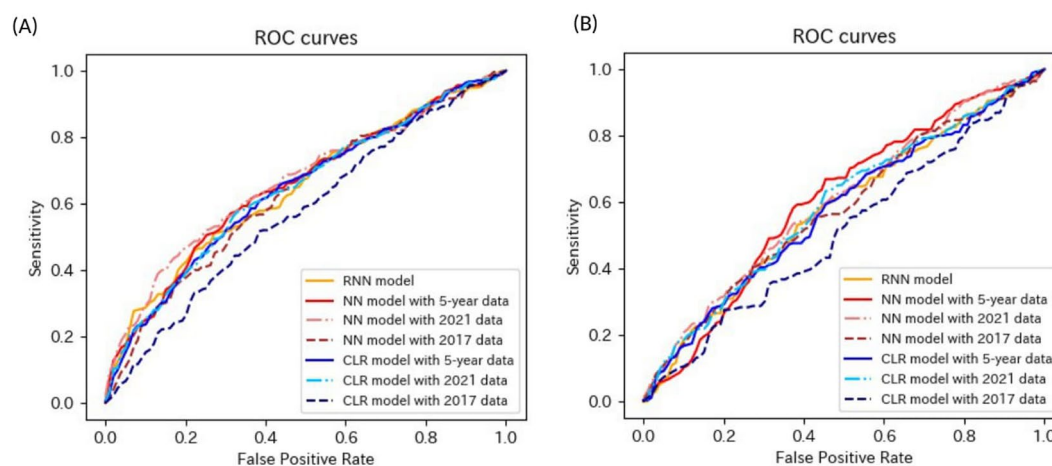 (A)
ROC curves
1.0
0.8
0.6
0.4
0.2
0.0
Sensitivity
RNN model
NN model with 5-year data
NN model with 2021 data
NN model with 2017 data
CLR model with 5-year data
CLR model with 2021 data
CLR model with 2017 data
0.0 0.2 0.4 0.6 0.8 1.0
False Positive Rate
(B)
ROC curves
1.0
0.8
0.6
0.4
0.2
0.0
Sensitivity
RNN model
NN model with 5-year data
NN model with 2021 data
NN model with 2017 data
CLR model with 5-year data
CLR model with 2021 data
CLR model with 2017 data
0.0 0.2 0.4 0.6 0.8 1.0
False Positive Rate